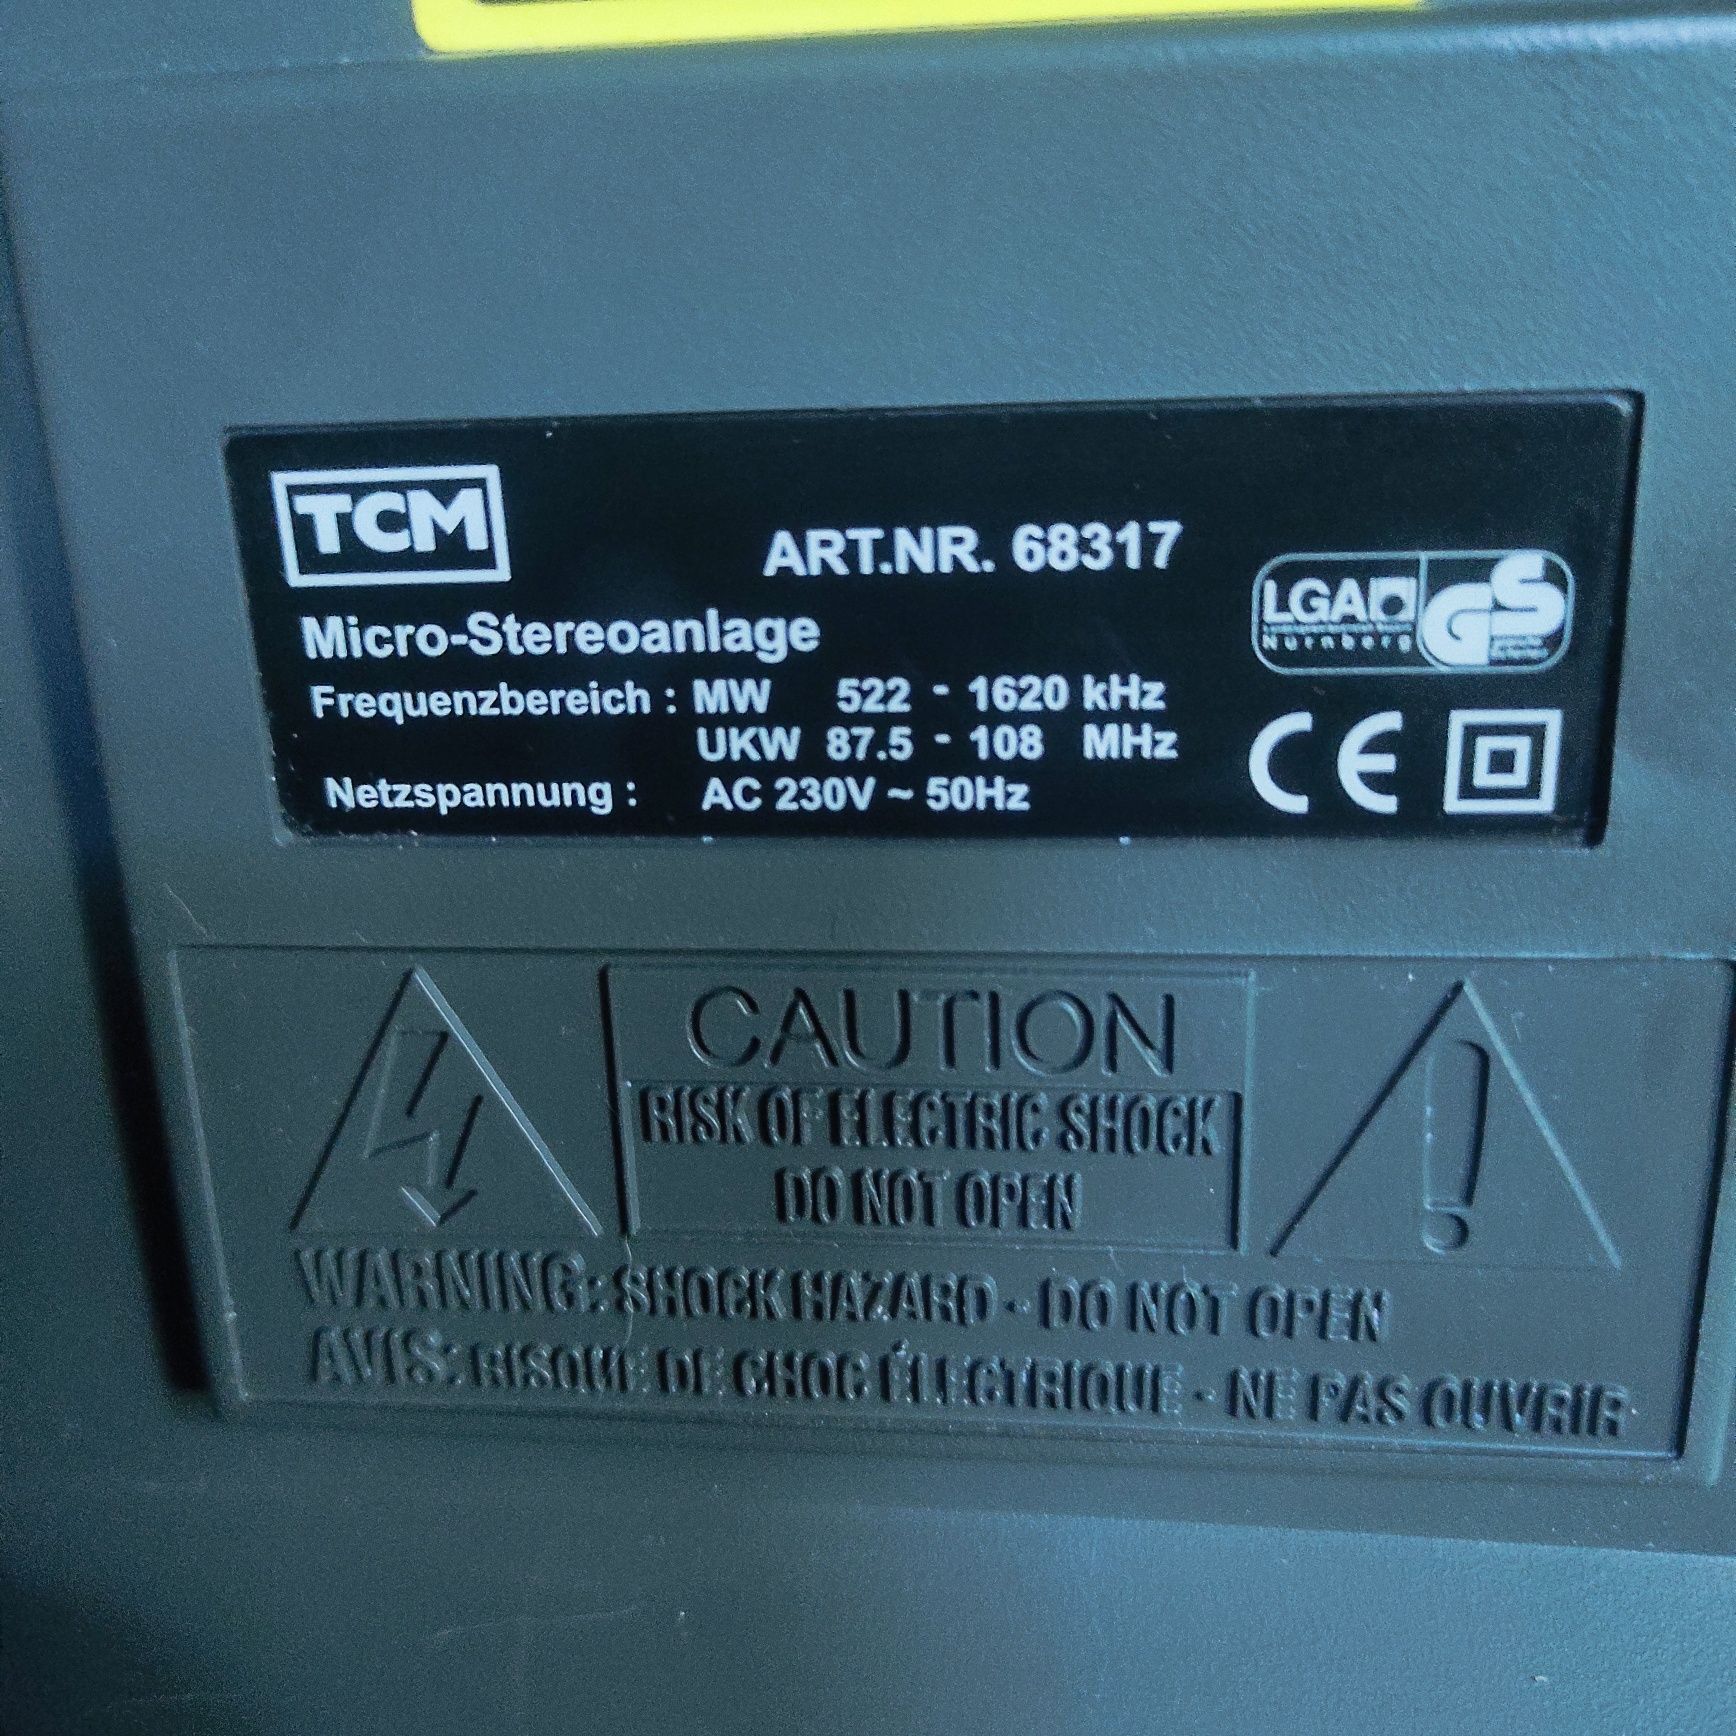 TCM
ART.NR. 68317
LGA
Nürnberg
GS
Micro-Stereoanlage
Frequenzbereich : MW 522 - 1620 kHz
UKW 87.5 - 108 MHz
Netzspannung : AC 230V ~ 50Hz
CE
CAUTION
RISK OF ELECTRIC SHOCK
DO NOT OPEN
WARNING: SHOCK HAZARD - DO NOT OPEN
AVIS: RISQUE DE CHOC ÉLECTRIQUE - NE PAS OUVRIR